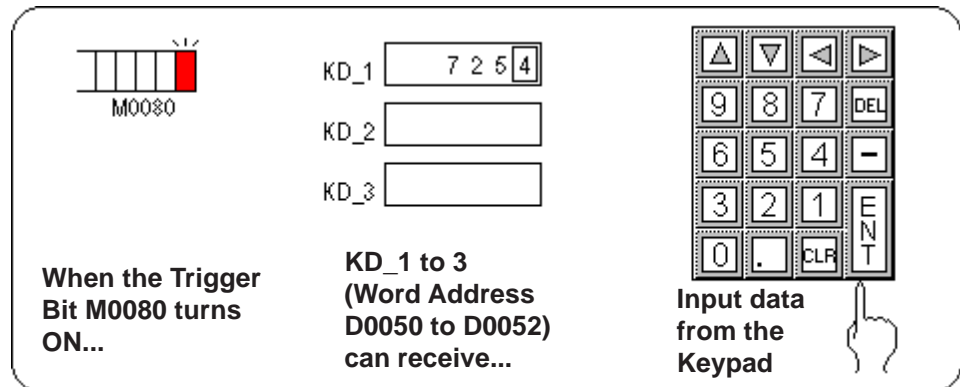 M0080
When the Trigger
Bit M0080 turns
ON...
KD_1 7 2 5 4
KD_2
KD_3
KD_1 to 3
(Word Address
D0050 to D0052)
can receive...
9 8 7 DEL
6 5 4 −
3 2 1 ENT
0 . CLR
Input data
from the
Keypad